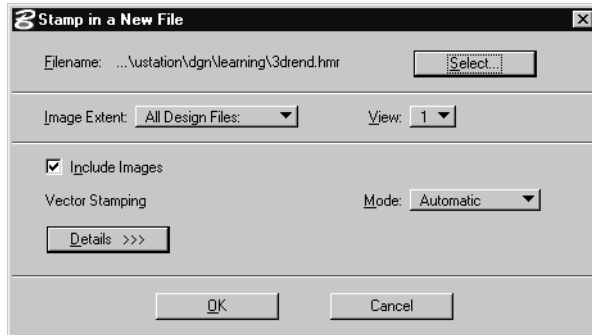 Stamp in a New File
Filename: ...\ustation\dgn\learning\3drend.hmr Select...
Image Extent: All Design Files: View: 1
Include Images
Vector Stamping Mode: Automatic
Details >>>
OK Cancel